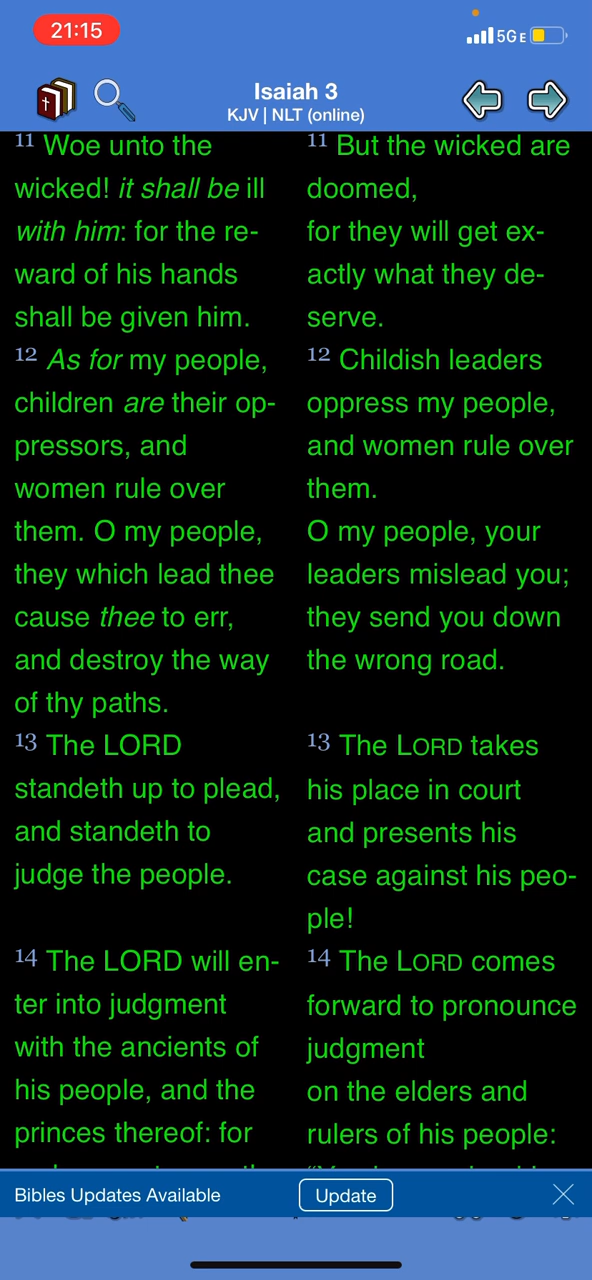 21:15
5GE
Isaiah 3
KJV | NLT (online)
11 Woe unto the
wicked! it shall be ill
with him: for the re-
ward of his hands
shall be given him.
12 As for my people,
children are their op-
pressors, and
women rule over
them. O my people,
they which lead thee
cause thee to err,
and destroy the way
of thy paths.
13 The LORD
standeth up to plead,
and standeth to
judge the people.
14 The LORD will en-
ter into judgment
with the ancients of
his people, and the
princes thereof: for
11 But the wicked are
doomed,
for they will get ex-
actly what they de-
serve.
12 Childish leaders
oppress my people,
and women rule over
them.
O my people, your
leaders mislead you;
they send you down
the wrong road.
13 The LORD takes
his place in court
and presents his
case against his peo-
ple!
14 The LORD comes
forward to pronounce
judgment
on the elders and
rulers of his people:
Bibles Updates Available
Update